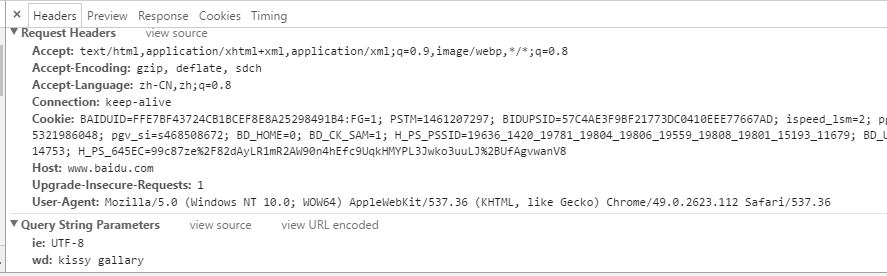 × Headers Preview Response Cookies Timing
▼ Request Headers view source
Accept: text/html,application/xhtml+xml,application/xml;q=0.9,image/webp,*/*;q=0.8
Accept-Encoding: gzip, deflate, sdch
Accept-Language: zh-CN,zh;q=0.8
Connection: keep-alive
Cookie: BAIDUID=FFE7BF43724CB1BCEF8E8A25298491B4:FG=1; PSTM=1461207297; BIDUPSID=57C4AE3F9BF21773DC0410EEE77667AD; ispeed_lsm=2; pg
5321986048; pgv_si=s468508672; BD_HOME=0; BD_CK_SAM=1; H_PS_PSSID=19636_1420_19781_19804_19806_19559_19808_19801_15193_11679; BD_U
14753; H_PS_645EC=99c87ze%2F82dAyLR1mR2AW90n4hEfc9UqkHMYPL3Jwko3uuLJ%2BUfAgvwanV8
Host: www.baidu.com
Upgrade-Insecure-Requests: 1
User-Agent: Mozilla/5.0 (Windows NT 10.0; WOW64) AppleWebKit/537.36 (KHTML, like Gecko) Chrome/49.0.2623.112 Safari/537.36
▼ Query String Parameters view source view URL encoded
ie: UTF-8
wd: kissy gallary